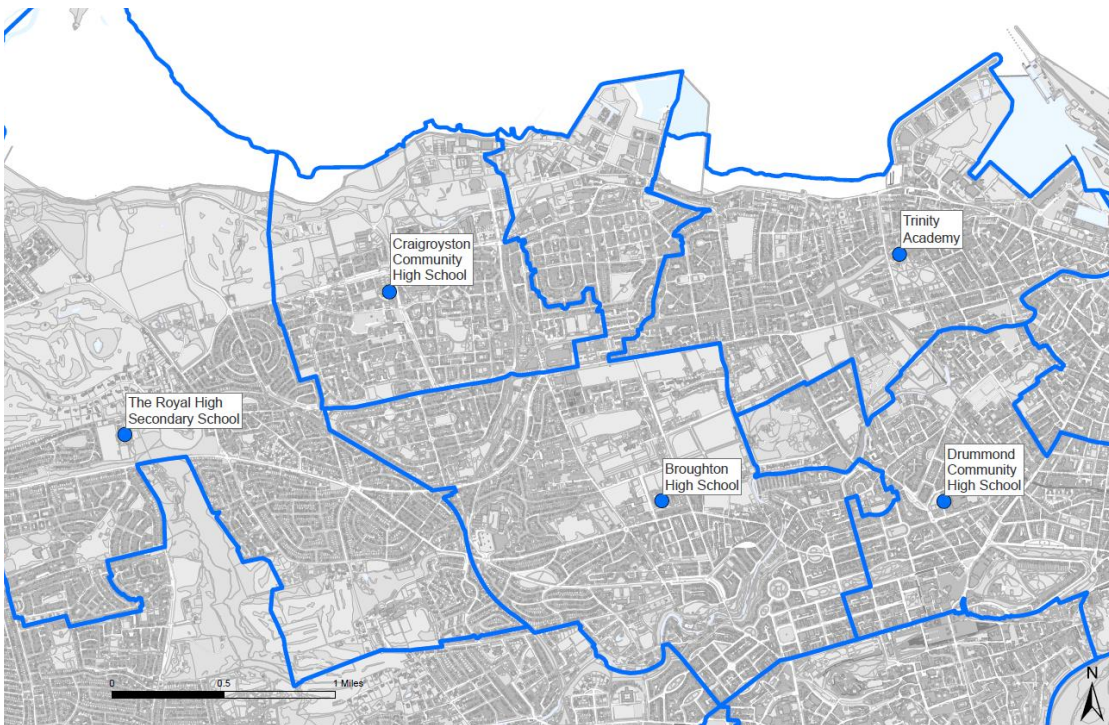 Craigroyston
Community
High School
Trinity
Academy
The Royal High
Secondary School
Broughton
High School
Drummond
Community
High School
0
0.5
1 Miles
N